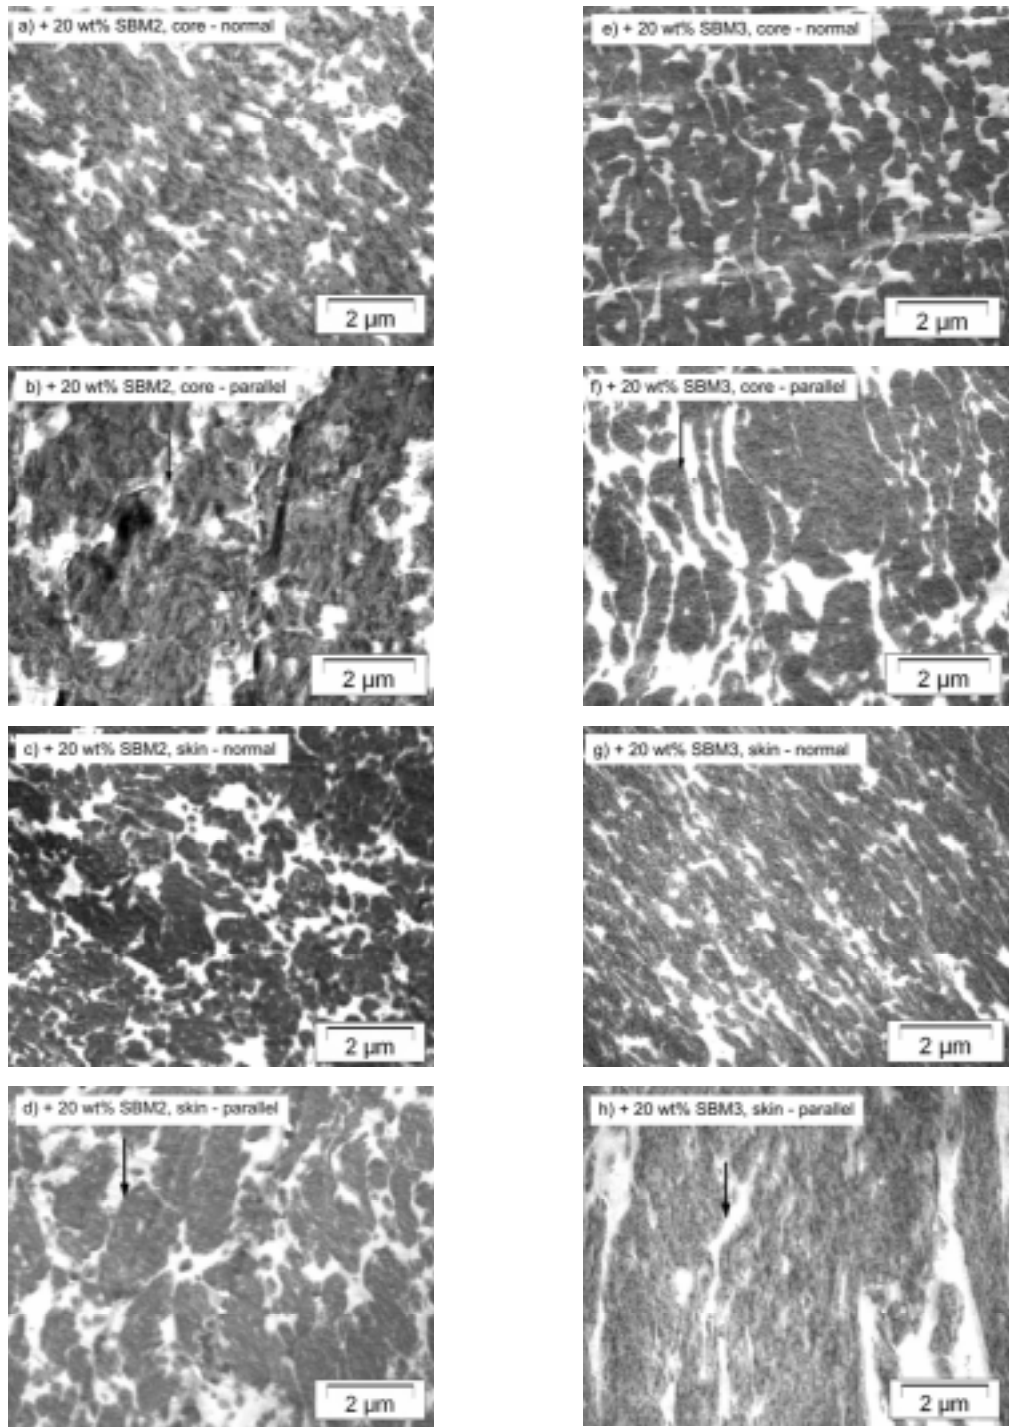 a) + 20 wt% SBM2, core - normal
2 µm
b) + 20 wt% SBM2, core - parallel
2 µm
c) + 20 wt% SBM2, skin - normal
2 µm
d) + 20 wt% SBM2, skin - parallel
2 µm
e) + 20 wt% SBM3, core - normal
2 µm
f) + 20 wt% SBM3, core - parallel
2 µm
g) + 20 wt% SBM3, skin - normal
2 µm
h) + 20 wt% SBM3, skin - parallel
2 µm